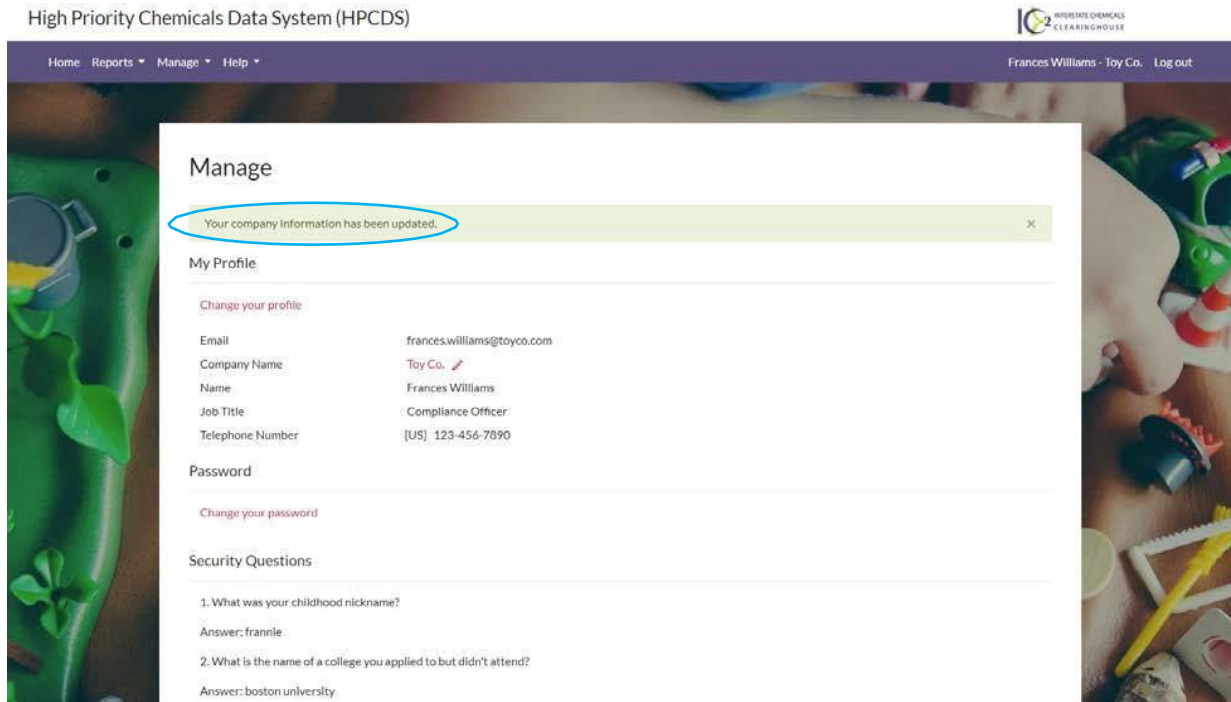 High Priority Chemicals Data System (HPCDS)
IC2 INTERSTATE CHEMICALS
CLEARINGHOUSE
Home Reports Manage Help Frances Williams - Toy Co. Log out
Manage
Your company information has been updated. ×
My Profile
Change your profile
Email frances.williams@toyco.com
Company Name Toy Co.
Name Frances Williams
Job Title Compliance Officer
Telephone Number [US] 123-456-7890
Password
Change your password
Security Questions
1. What was your childhood nickname?
Answer: frannie
2. What is the name of a college you applied to but didn't attend?
Answer: boston university